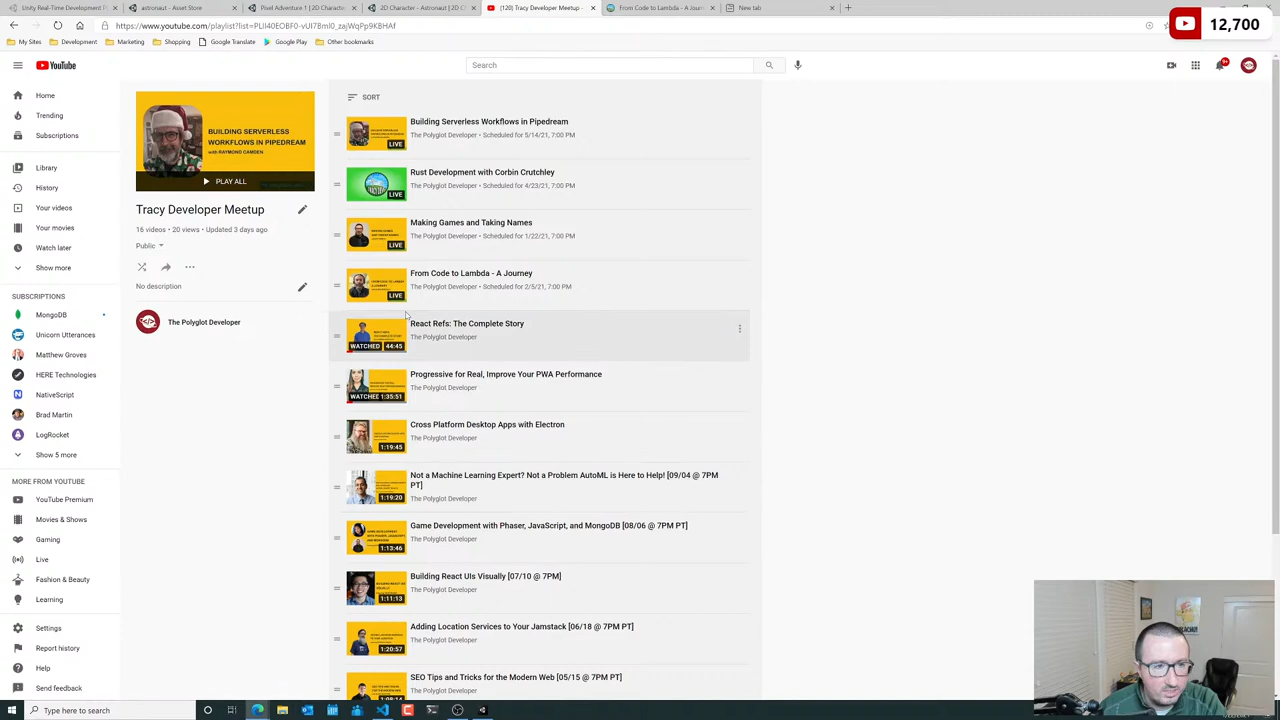 Unity Real-Time Development P
astronaut - Asset Store
Pixel Adventure 1 | 2D Character
2D Character - Astronaut | 2D C
(120) Tracy Developer Meetup -
From Code to Lambda - A Journ
New tab
https://www.youtube.com/playlist?list=PLlI40EOBF0-vUI7BmI0_zajWqPp9KBHAf
12,700
My Sites
Development
Marketing
Shopping
Google Translate
Google Play
Other bookmarks
YouTube
Search
9+
Home
Trending
Subscriptions
Library
History
Your videos
Your movies
Watch later
Show more
SUBSCRIPTIONS
MongoDB
Unicorn Utterances
Matthew Groves
HERE Technologies
NativeScript
Brad Martin
LogRocket
Show 5 more
MORE FROM YOUTUBE
YouTube Premium
Movies & Shows
Gaming
Live
Fashion & Beauty
Learning
Settings
Report history
Help
Send feedback
BUILDING SERVERLESS
WORKFLOWS IN PIPEDREAM
with RAYMOND CAMDEN
PLAY ALL
Tracy Developer Meetup
16 videos • 20 views • Updated 3 days ago
Public
No description
The Polyglot Developer
SORT
Building Serverless Workflows in Pipedream
The Polyglot Developer • Scheduled for 5/14/21, 7:00 PM
LIVE
Rust Development with Corbin Crutchley
The Polyglot Developer • Scheduled for 4/23/21, 7:00 PM
LIVE
Making Games and Taking Names
The Polyglot Developer • Scheduled for 1/22/21, 7:00 PM
LIVE
From Code to Lambda - A Journey
The Polyglot Developer • Scheduled for 2/5/21, 7:00 PM
LIVE
React Refs: The Complete Story
The Polyglot Developer
WATCHED 44:45
Progressive for Real, Improve Your PWA Performance
The Polyglot Developer
WATCHED 1:35:51
Cross Platform Desktop Apps with Electron
The Polyglot Developer
1:19:45
Not a Machine Learning Expert? Not a Problem AutoML is Here to Help! [09/04 @ 7PM
PT]
The Polyglot Developer
1:19:20
Game Development with Phaser, JavaScript, and MongoDB [08/06 @ 7PM PT]
The Polyglot Developer
1:13:46
Building React UIs Visually [07/10 @ 7PM]
The Polyglot Developer
1:11:13
Adding Location Services to Your Jamstack [06/18 @ 7PM PT]
The Polyglot Developer
1:20:57
SEO Tips and Tricks for the Modern Web [05/15 @ 7PM PT]
The Polyglot Developer
1:08:14
Type here to search